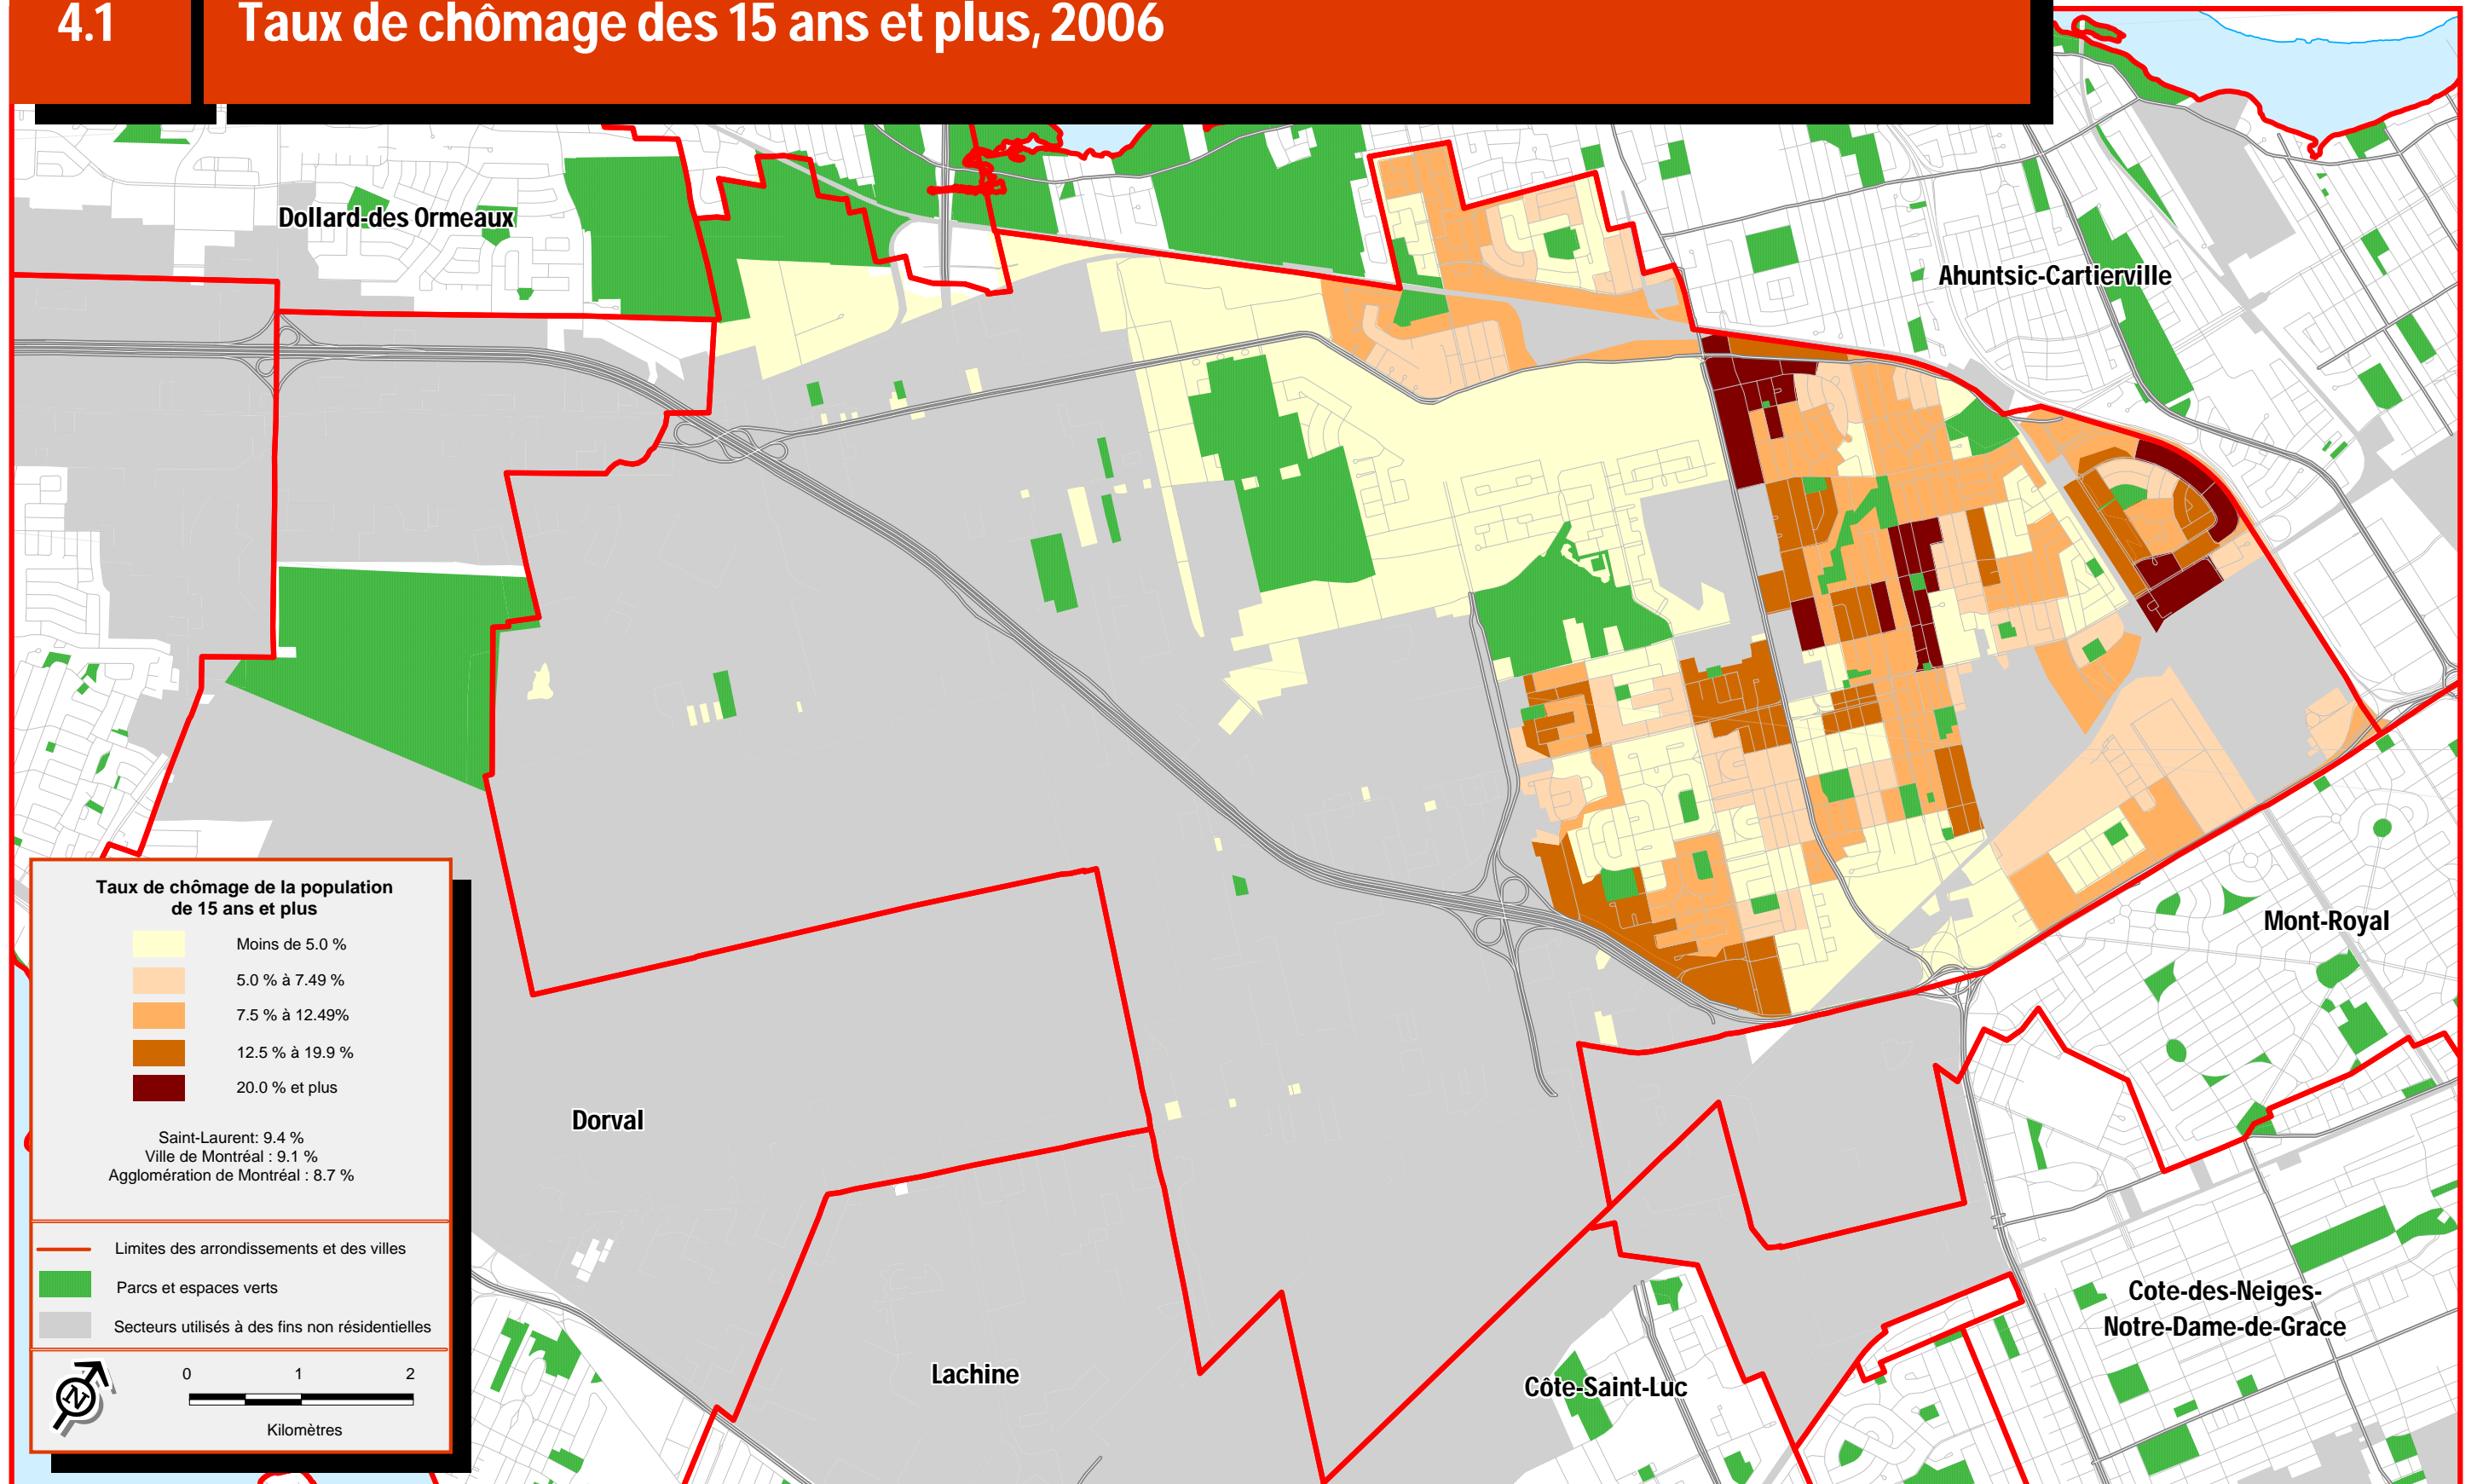 4.1
Taux de chômage des 15 ans et plus, 2006
Dollard-des Ormeaux
Ahuntsic-Cartierville
Mont-Royal
Dorval
Lachine
Côte-Saint-Luc
Cote-des-Neiges-
Notre-Dame-de-Grace
Taux de chômage de la population
de 15 ans et plus
Moins de 5.0 %
5.0 % à 7.49 %
7.5 % à 12.49%
12.5 % à 19.9 %
20.0 % et plus
Saint-Laurent: 9.4 %
Ville de Montréal : 9.1 %
Agglomération de Montréal : 8.7 %
Limites des arrondissements et des villes
Parcs et espaces verts
Secteurs utilisés à des fins non résidentielles
N
0 1 2
Kilomètres